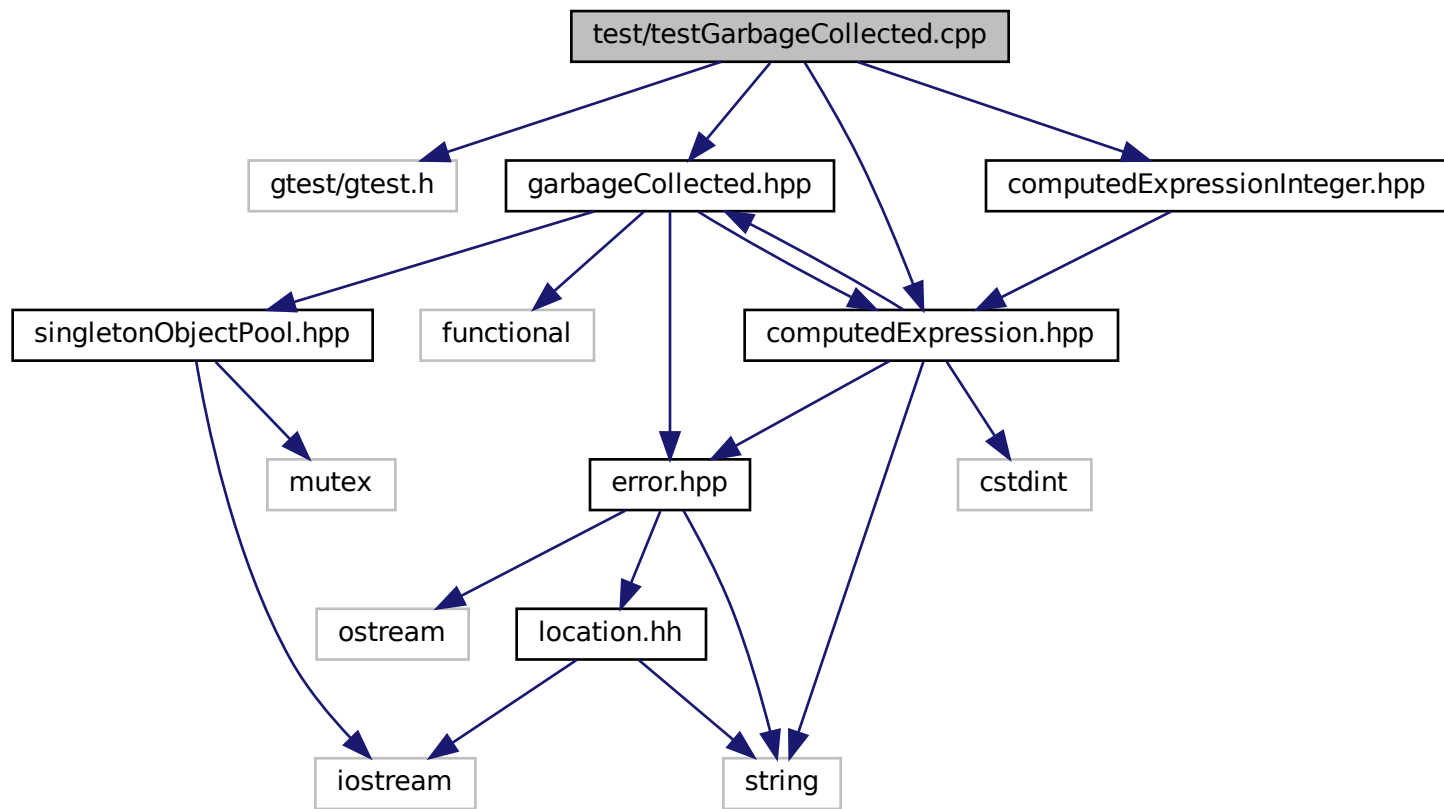 test/testGarbageCollected.cpp
gtest/gtest.h
garbageCollected.hpp
computedExpressionInteger.hpp
singletonObjectPool.hpp
functional
computedExpression.hpp
mutex
error.hpp
cstdint
ostream
location.hh
iostream
string